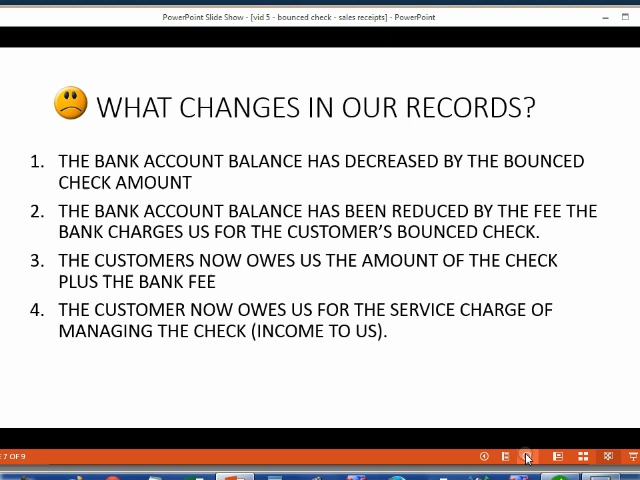 PowerPoint Slide Show - [vid 5 - bounced check - sales receipts] - PowerPoint
WHAT CHANGES IN OUR RECORDS?
1. THE BANK ACCOUNT BALANCE HAS DECREASED BY THE BOUNCED
CHECK AMOUNT
2. THE BANK ACCOUNT BALANCE HAS BEEN REDUCED BY THE FEE THE
BANK CHARGES US FOR THE CUSTOMER'S BOUNCED CHECK.
3. THE CUSTOMERS NOW OWES US THE AMOUNT OF THE CHECK
PLUS THE BANK FEE
4. THE CUSTOMER NOW OWES US FOR THE SERVICE CHARGE OF
MANAGING THE CHECK (INCOME TO US).
7 OF 9